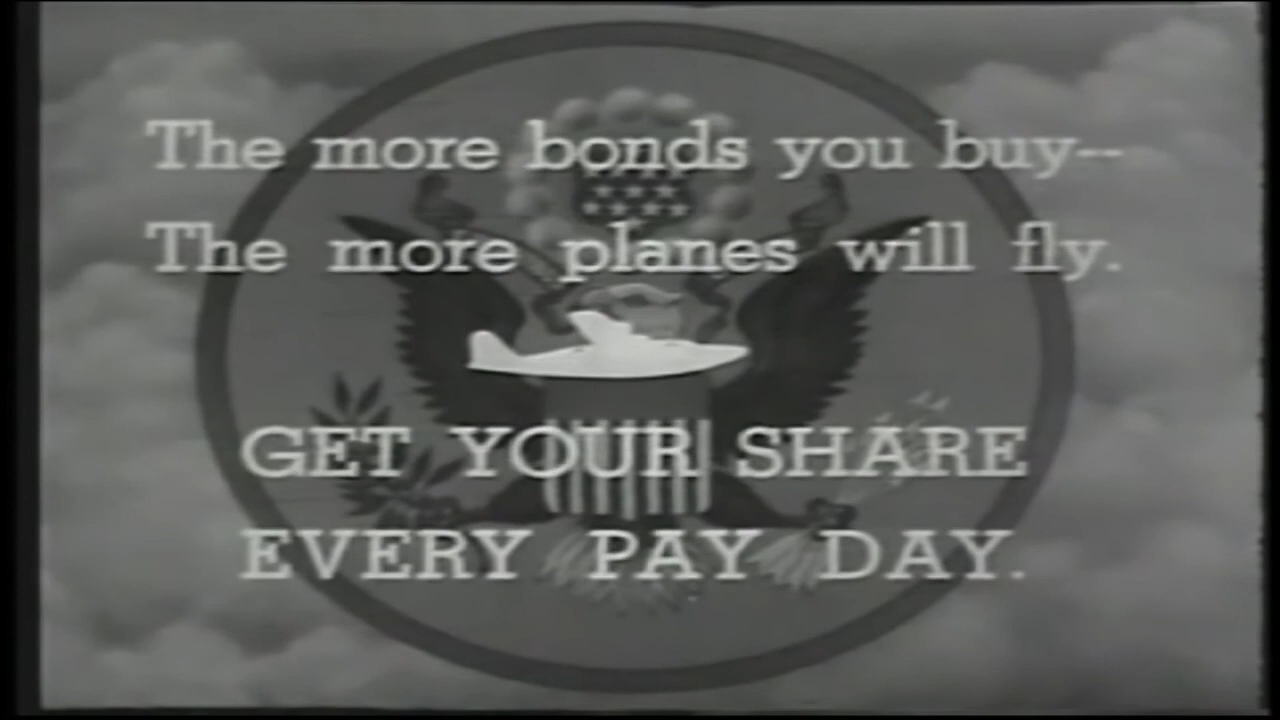 The more bonds you buy--
The more planes will fly.
GET YOUR SHARE
EVERY PAY DAY.